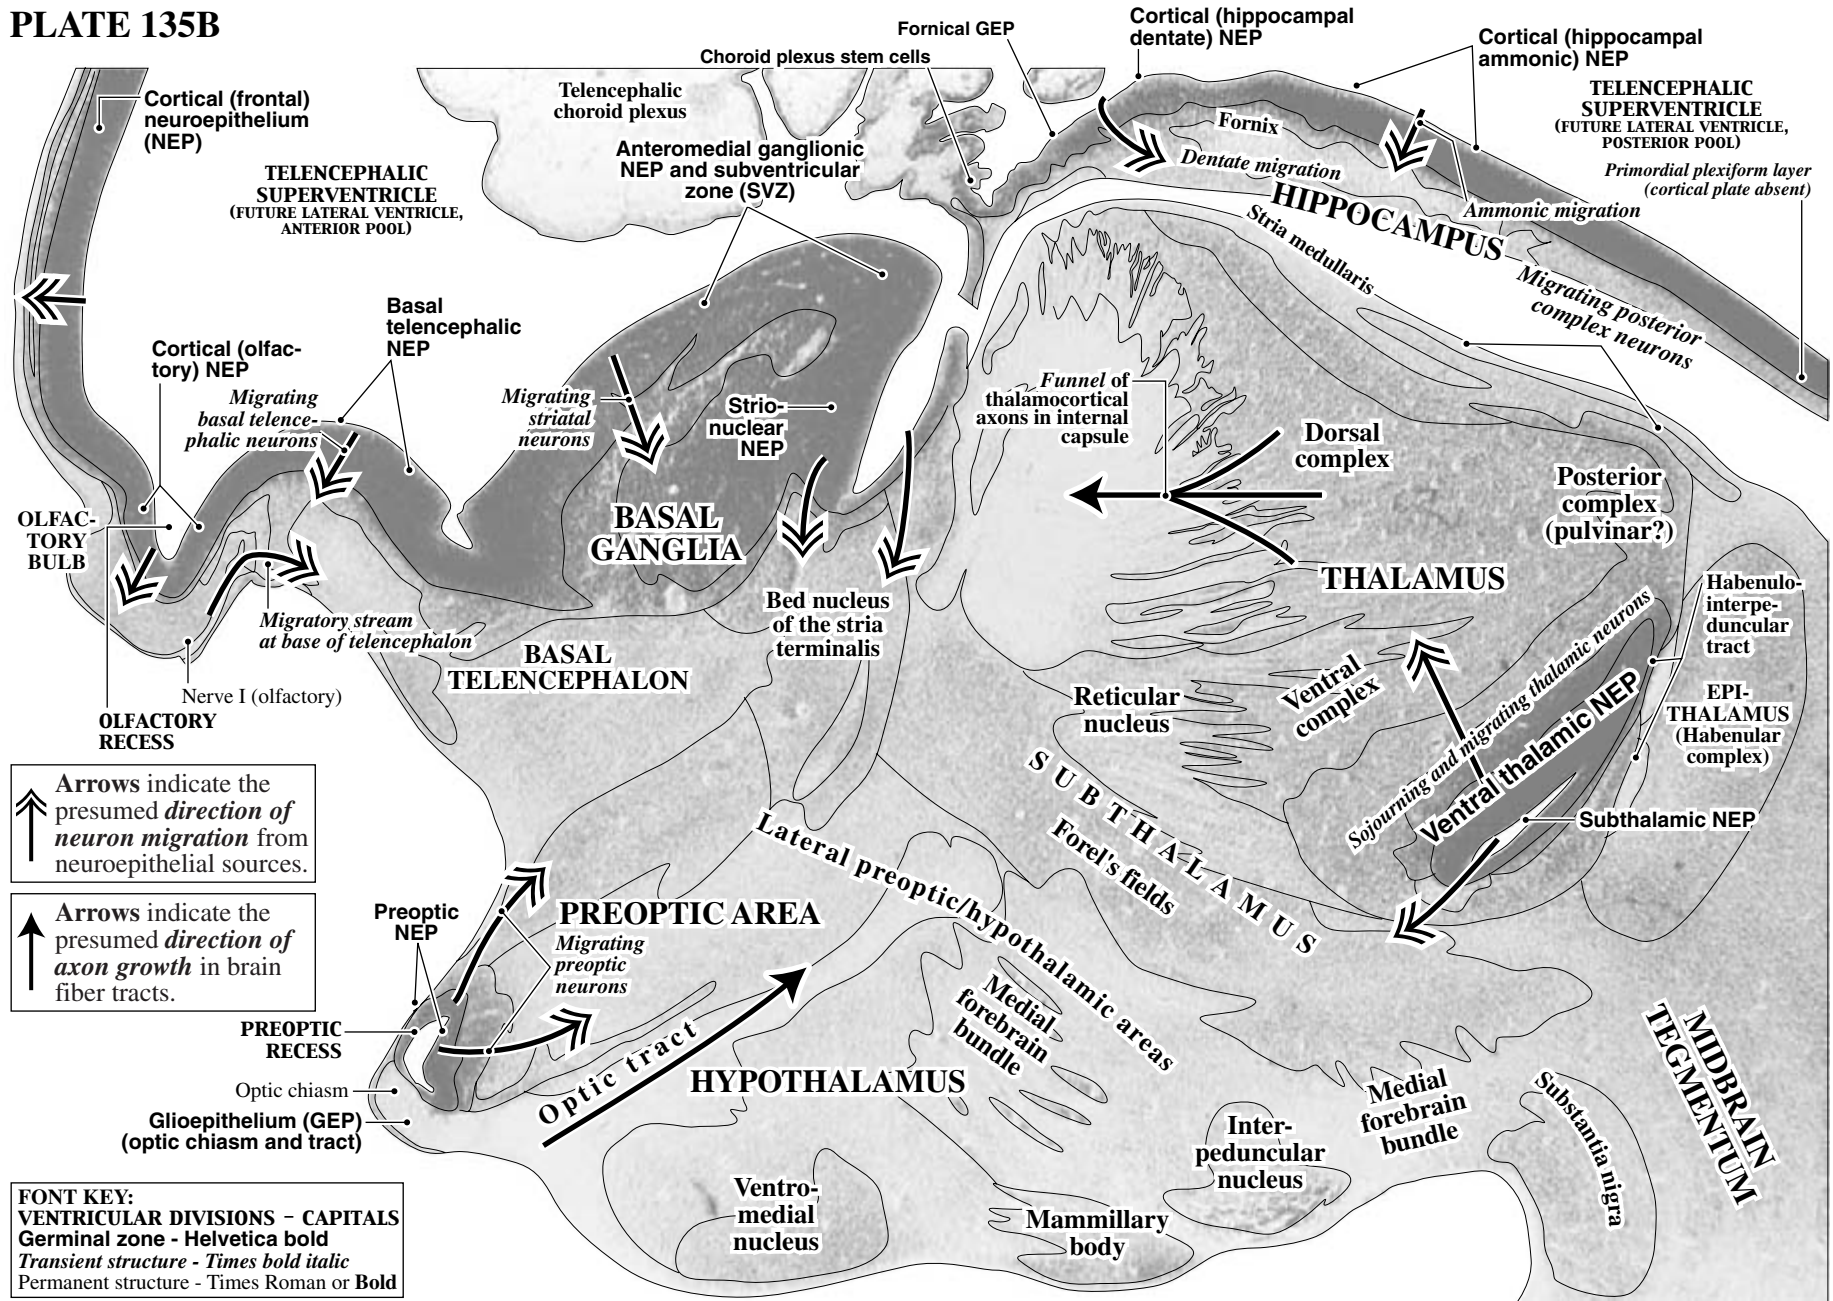 PLATE 135B
Fornical GEP
Cortical (hippocampal
dentate) NEP
Cortical (hippocampal
ammonic) NEP
Choroid plexus stem cells
Telencephalic
choroid plexus
Cortical (frontal)
neuroepithelium
(NEP)
TELENCEPHALIC
SUPERVENTRICLE
(FUTURE LATERAL VENTRICLE,
POSTERIOR POOL)
Fornix
Anteromedial ganglionic
NEP and subventricular
zone (SVZ)
Dentate migration
TELENCEPHALIC
SUPERVENTRICLE
(FUTURE LATERAL VENTRICLE,
ANTERIOR POOL)
Primordial plexiform layer
(cortical plate absent)
HIPPOCAMPUS
Ammonic migration
Stria medullaris
Migrating posterior
complex neurons
Basal
telencephalic
NEP
Cortical (olfac-
tory) NEP
Migrating
basal telence-
phalic neurons
Migrating
striatal
neurons
Strio-
nuclear
NEP
Funnel of
thalamocortical
axons in internal
capsule
Dorsal
complex
Posterior
complex
(pulvinar?)
OLFAC-
TORY
BULB
BASAL
GANGLIA
THALAMUS
Habenulo-
interpe-
duncular
tract
Bed nucleus
of the stria
terminalis
Migratory stream
at base of telencephalon
BASAL
TELENCEPHALON
Nerve I (olfactory)
OLFACTORY
RECESS
Reticular
nucleus
Ventral
complex
Sojourning and migrating thalamic neurons
Ventral thalamic NEP
EPI-
THALAMUS
(Habenular
complex)
Subthalamic NEP
SUBTHALAMUS
Forel's fields
Arrows indicate the
presumed direction of
neuron migration from
neuroepithelial sources.
Arrows indicate the
presumed direction of
axon growth in brain
fiber tracts.
Lateral preoptic/hypothalamic areas
Preoptic
NEP
PREOPTIC AREA
Migrating
preoptic
neurons
PREOPTIC
RECESS
Optic chiasm
Glioepithelium (GEP)
(optic chiasm and tract)
Optic tract
HYPOTHALAMUS
Medial
forebrain
bundle
Medial
forebrain
bundle
MIDBRAIN
TEGMENTUM
Substantia nigra
Inter-
peduncular
nucleus
Ventro-
medial
nucleus
Mammillary
body
FONT KEY:
VENTRICULAR DIVISIONS – CAPITALS
Germinal zone - Helvetica bold
Transient structure - Times bold italic
Permanent structure - Times Roman or Bold